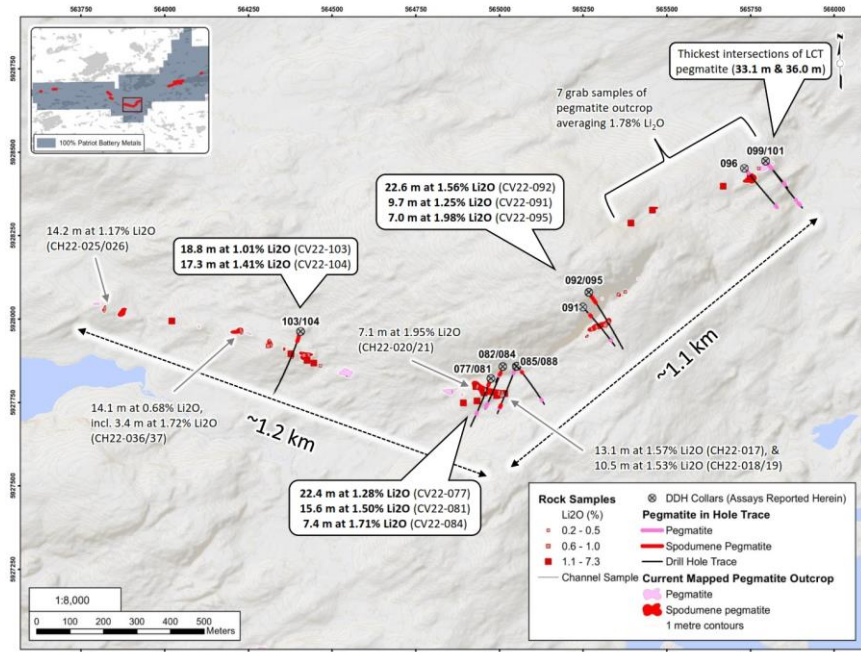 563750
564000
564250
564500
564750
565000
565250
565500
565750
566000
5928750
5928500
5928250
5928000
5927750
5927500
5927250
100% Patriot Battery Metals
Thickest intersections of LCT
pegmatite (33.1 m & 36.0 m)
7 grab samples of
pegmatite outcrop
averaging 1.78% Li₂O
099/101
096
22.6 m at 1.56% Li2O (CV22-092)
9.7 m at 1.25% Li2O (CV22-091)
7.0 m at 1.98% Li2O (CV22-095)
14.2 m at 1.17% Li2O
(CH22-025/026)
18.8 m at 1.01% Li2O (CV22-103)
17.3 m at 1.41% Li2O (CV22-104)
092/095
091
103/104
7.1 m at 1.95% Li2O
(CH22-020/21)
082/084
085/088
077/081
~1.1 km
14.1 m at 0.68% Li2O,
incl. 3.4 m at 1.72% Li2O
(CH22-036/37)
~1.2 km
13.1 m at 1.57% Li2O (CH22-017), &
10.5 m at 1.53% Li2O (CH22-018/19)
22.4 m at 1.28% Li2O (CV22-077)
15.6 m at 1.50% Li2O (CV22-081)
7.4 m at 1.71% Li2O (CV22-084)
Rock Samples
Li2O (%)
0.2 - 0.5
0.6 - 1.0
1.1 - 7.3
Channel Sample
DDH Collars (Assays Reported Herein)
Pegmatite in Hole Trace
Pegmatite
Spodumene Pegmatite
Drill Hole Trace
Current Mapped Pegmatite Outcrop
Pegmatite
Spodumene pegmatite
1 metre contours
1:8,000
0 100 200 300 400 500
Meters